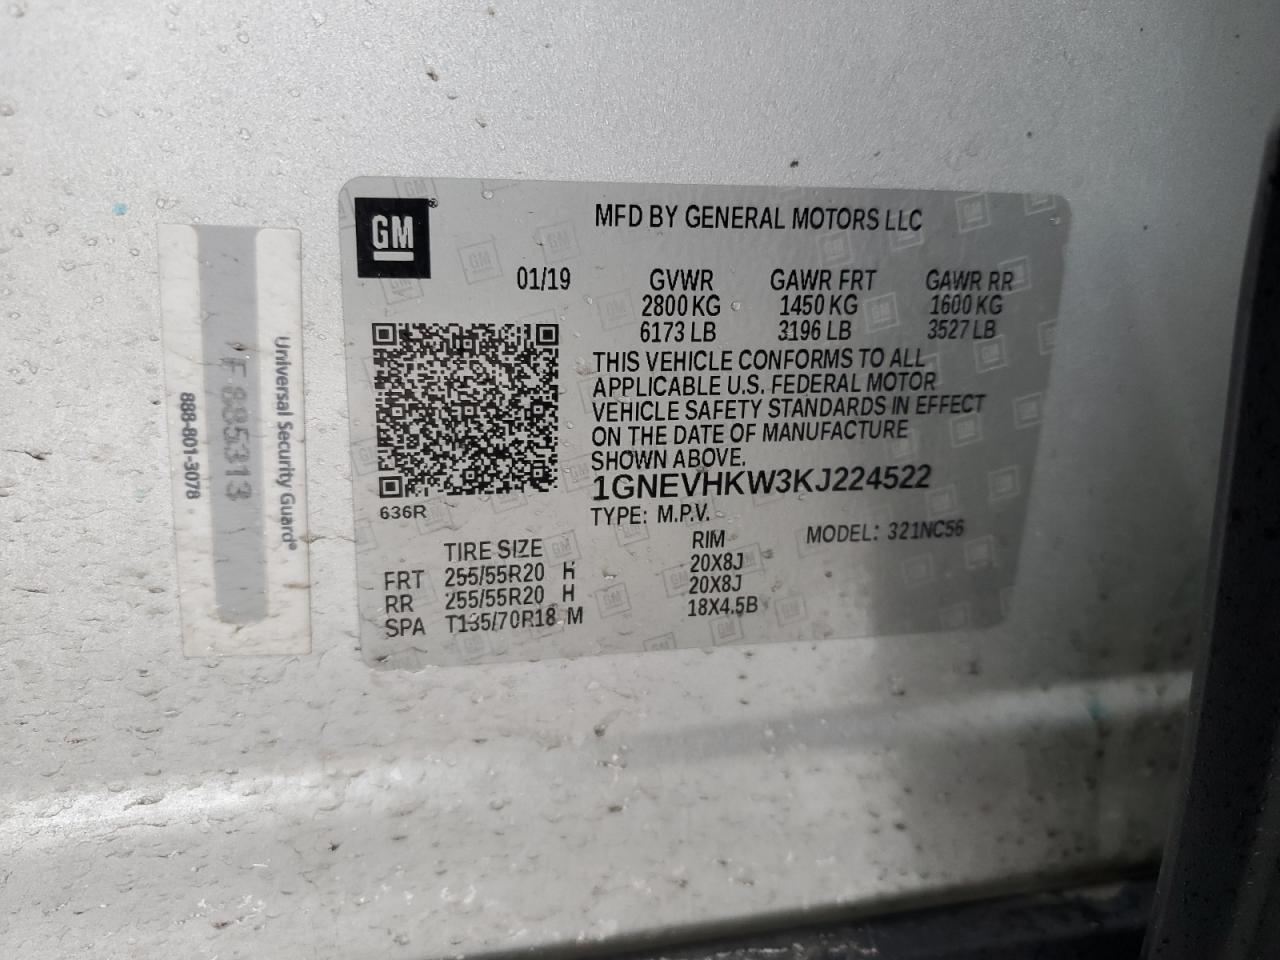 GM
MFD BY GENERAL MOTORS LLC
01/19 GVWR GAWR FRT GAWR RR
2800 KG 1450 KG 1600 KG
6173 LB 3196 LB 3527 LB
THIS VEHICLE CONFORMS TO ALL
APPLICABLE U.S. FEDERAL MOTOR
VEHICLE SAFETY STANDARDS IN EFFECT
ON THE DATE OF MANUFACTURE
SHOWN ABOVE.
1GNEVHKW3KJ224522
636R
TYPE: M.P.V.
MODEL: 321NC56
TIRE SIZE RIM
FRT 255/55R20 H 20X8J
RR 255/55R20 H 20X8J
SPA T135/70R18 M 18X4.5B
Universal Security Guard®
F 885313
888-801-3078